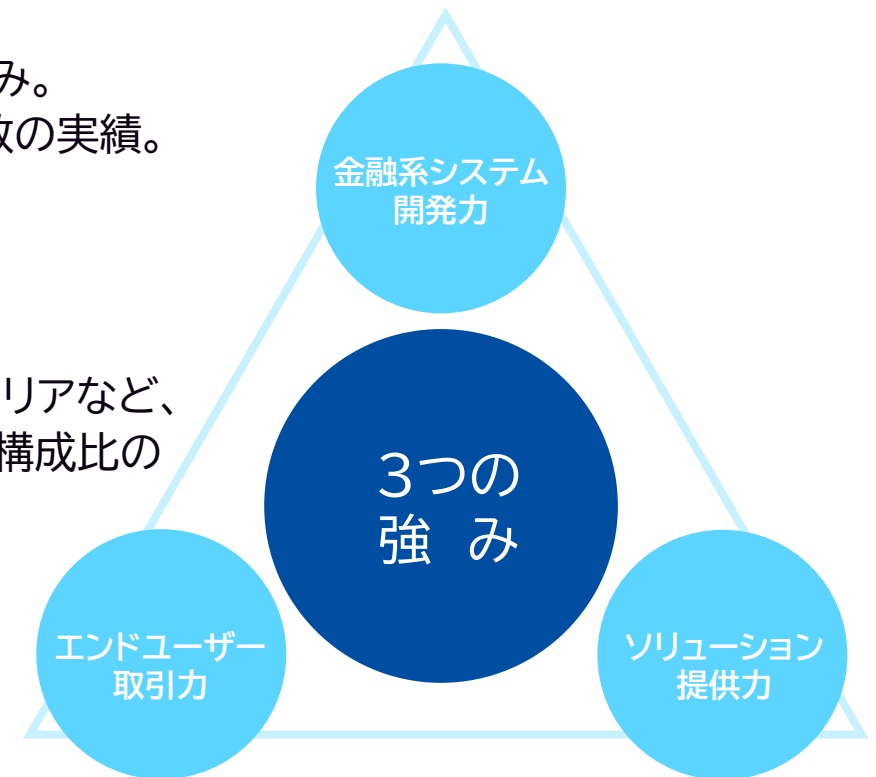 み。
数の実績。
リアなど、
構成比の
金融系システム
開発力
3つの
強 み
エンドユーザー
取引力
ソリューション
提供力